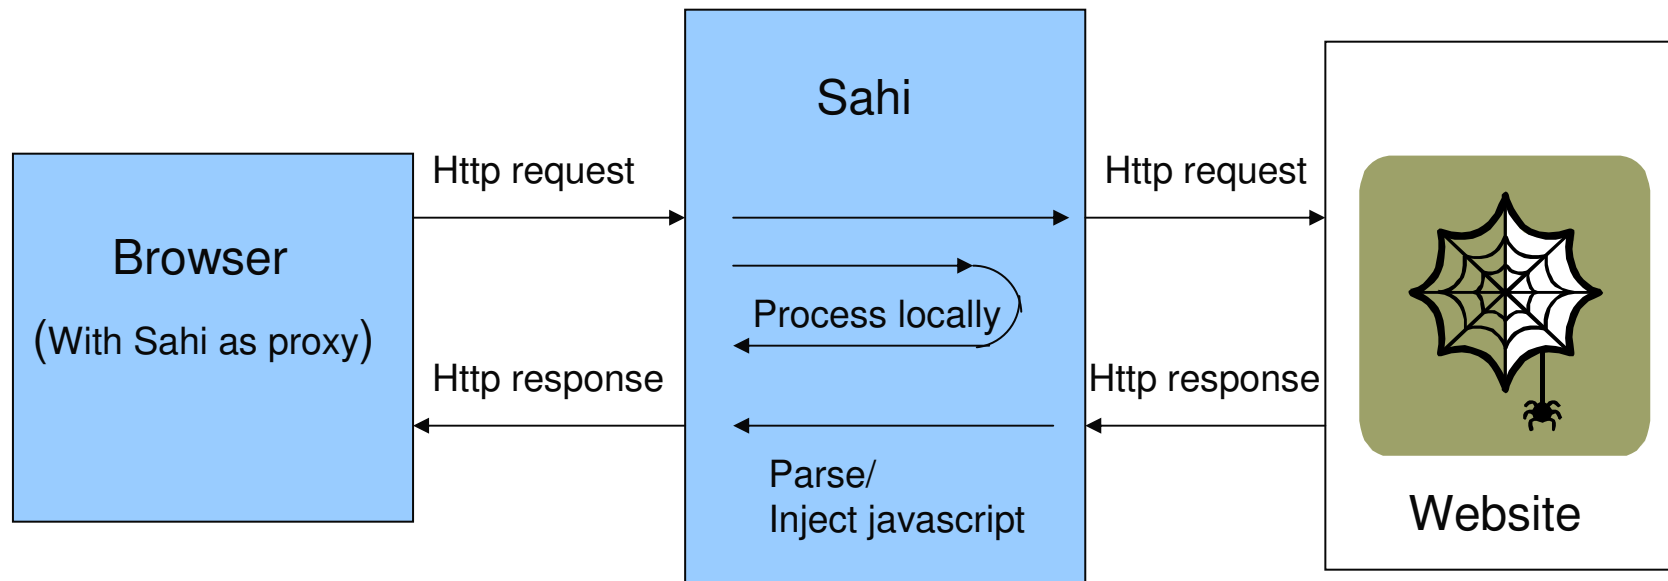 Sahi
Http request
Http request
Browser
(With Sahi as proxy)
Process locally
Http response
Http response
Parse/
Inject javascript
Website